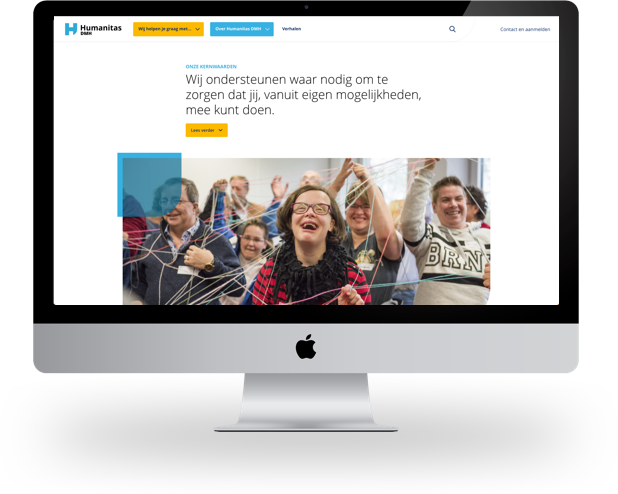 Humanitas
DMH
Wij helpen je graag met...
Over Humanitas DMH
Verhalen
Contact en aanmelden
ONZE KERNWAARDEN
Wij ondersteunen waar nodig om te
zorgen dat jij, vanuit eigen mogelijkheden,
mee kunt doen.
Lees verder
BRN